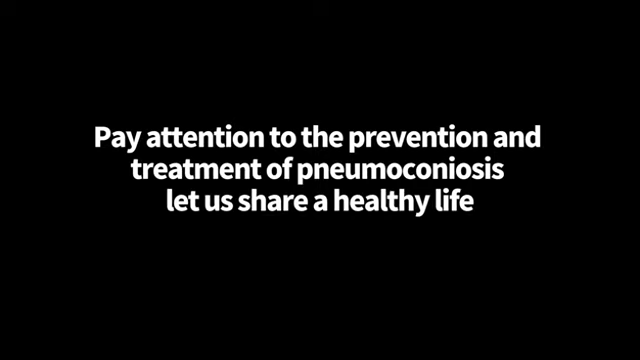 Pay attention to the prevention and
treatment of pneumoconiosis
let us share a healthy life